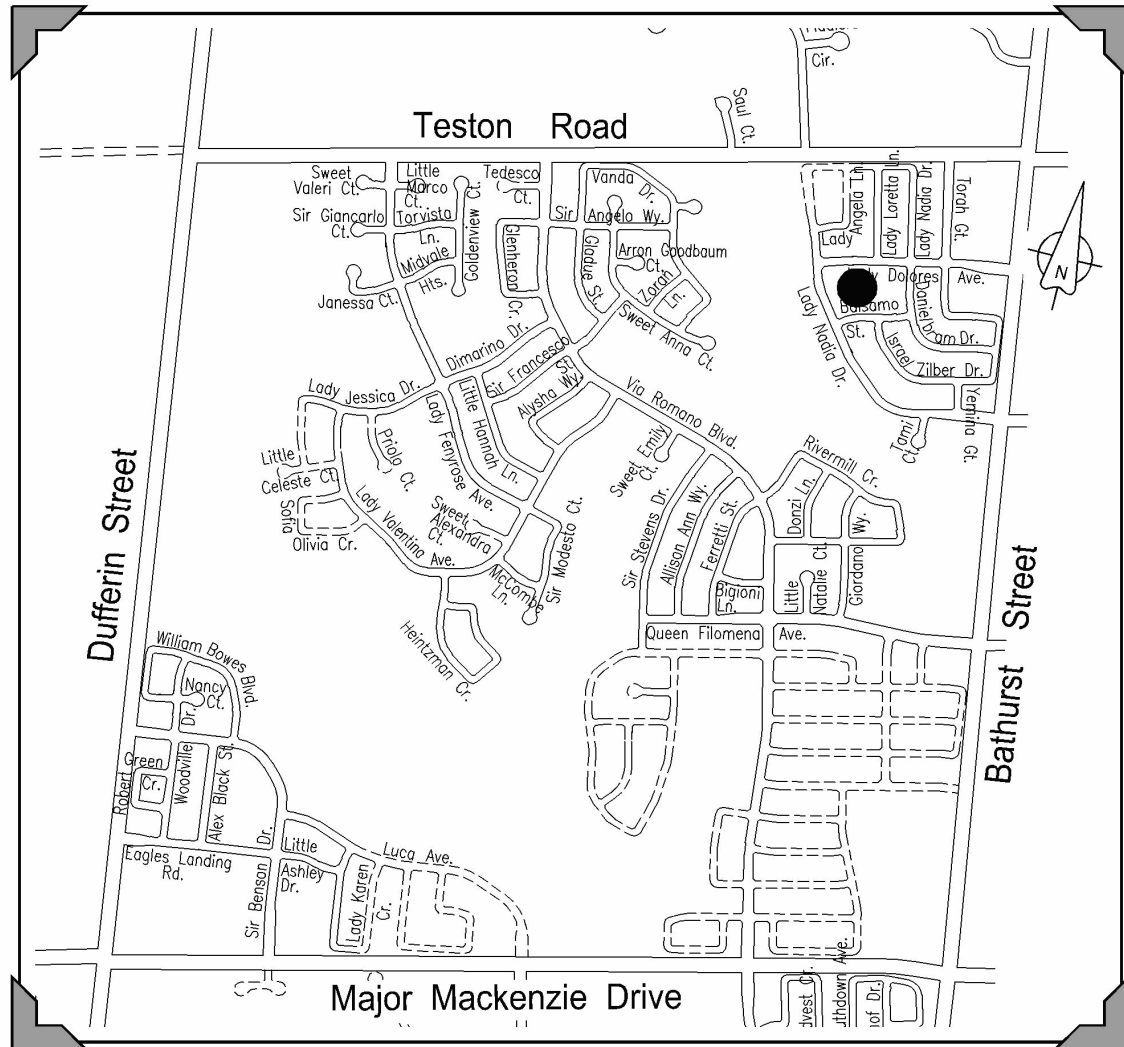 Cir.
Saul Ct.
Teston Road
Sweet
Valeri Ct.
Little
Marco
Ct.
Tedesco
Ct.
Vanda Dr.
Sir Giancarlo
Ct.
Torvista
Ln.
Goldenview Ct.
Sir
Angelo Wy.
Midvale
Hts.
Glenheron
Cr.
Gladue St.
Arron Goodbaum
Ct.
Zorah
Ln.
Janessa Ct.
Sweet Anna Ct.
Lady
Angela Ln.
Lady Loretta Ln.
Lady Nadia Dr.
Torah Gt.
N
Dolores Ave.
Balsamo
St.
Danielbram Dr.
Israel
Zilber Dr.
Lady Nadia Dr.
Yemina Gt.
Tami
Ct.
Dimarino Dr.
Sir Francesco
St.
Alysha Wy.
Via Romano Blvd.
Lady Jessica Dr.
Little Hannah Ln.
Lady Fenyrose Ave.
Priolo Ct.
Little
Celeste Ct.
Sofia
Olivia Cr.
Lady Valentina Ave.
Sweet
Alexandra
Ct.
McCombe
Ln.
Sir Modesto Ct.
Heintzman Cr.
Sweet Emily
Ct.
Sir Stevens Dr.
Allison Ann Wy.
Ferretti St.
Bigioni
Ln.
Rivermill Cr.
Donzi Ln.
Little
Natalie Ct.
Giordano Wy.
Queen Filomena Ave.
Dufferin Street
Bathurst Street
William Bowes
Blvd.
Nancy
Ct.
Woodville Dr.
Alex Black St.
Robert
Green
Cr.
Eagles Landing
Rd.
Sir Benson Dr.
Little
Ashley
Dr.
Luca Ave.
Lady Karen
Cr.
Major Mackenzie Drive